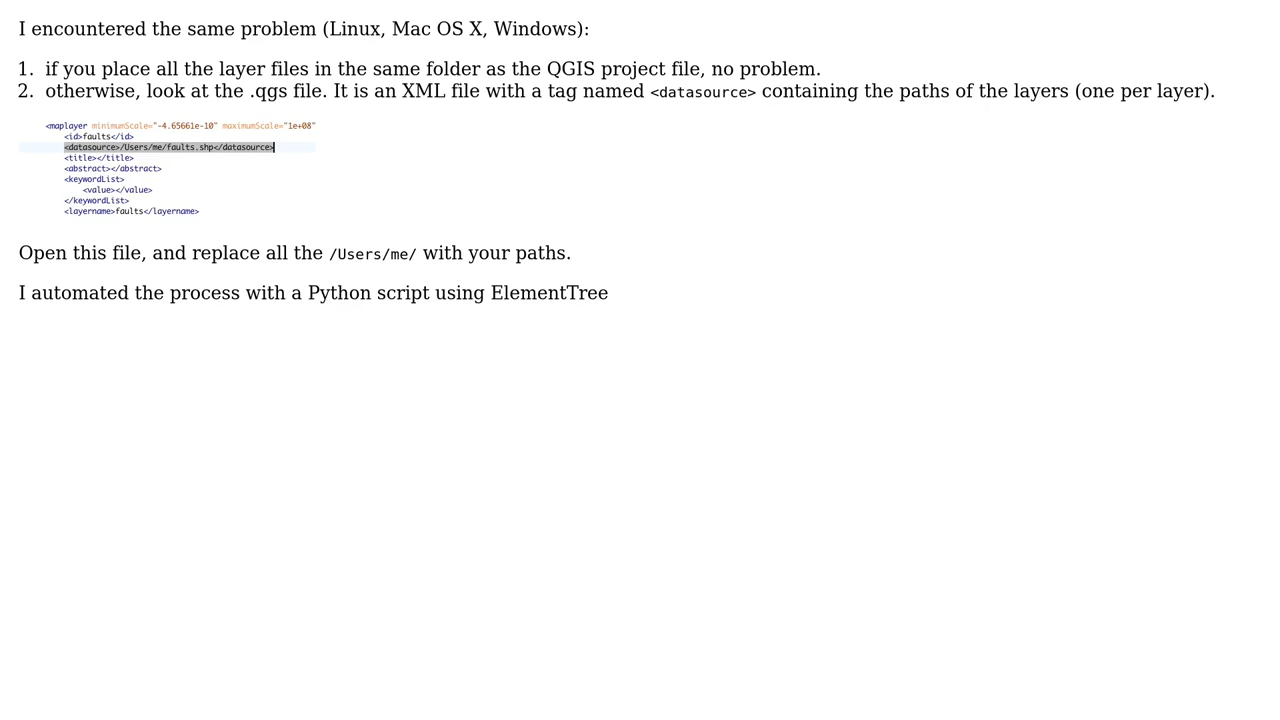 I encountered the same problem (Linux, Mac OS X, Windows):
1. if you place all the layer files in the same folder as the QGIS project file, no problem.
2. otherwise, look at the .qgs file. It is an XML file with a tag named <datasource> containing the paths of the layers (one per layer).
<maplayer minimumScale="-4.65661e-10" maximumScale="1e+08"
<id>faults</id>
<datasource>/Users/me/faults.shp</datasource>
<title></title>
<abstract></abstract>
<keywordList>
<value></value>
</keywordList>
<layername>faults</layername>
Open this file, and replace all the /Users/me/ with your paths.
I automated the process with a Python script using ElementTree